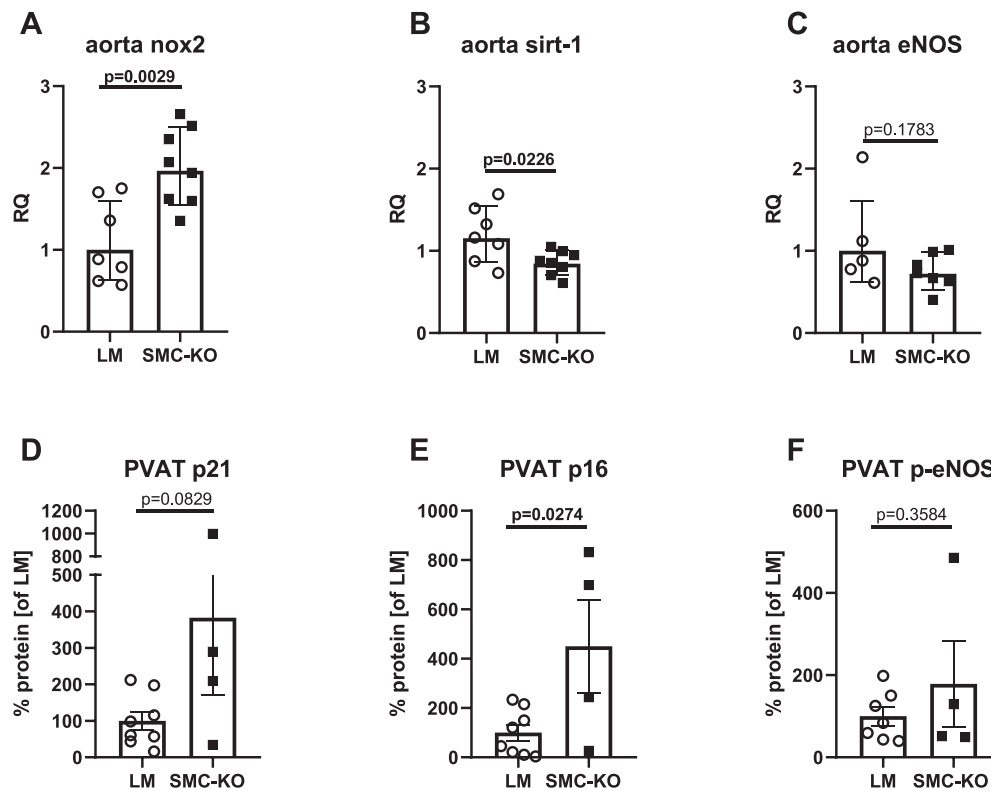 A
aorta nox2
p=0.0029
3
2
1
0
RQ
LM SMC-KO
B
aorta sirt-1
p=0.0226
3
2
1
0
RQ
LM SMC-KO
C
aorta eNOS
p=0.1783
3
2
1
0
RQ
LM SMC-KO
D
PVAT p21
p=0.0829
1200
1000
800
500
400
300
200
100
0
% protein [of LM]
LM SMC-KO
E
PVAT p16
p=0.0274
1000
800
600
400
200
0
% protein [of LM]
LM SMC-KO
F
PVAT p-eNOS
p=0.3584
600
400
200
0
% protein [of LM]
LM SMC-KO